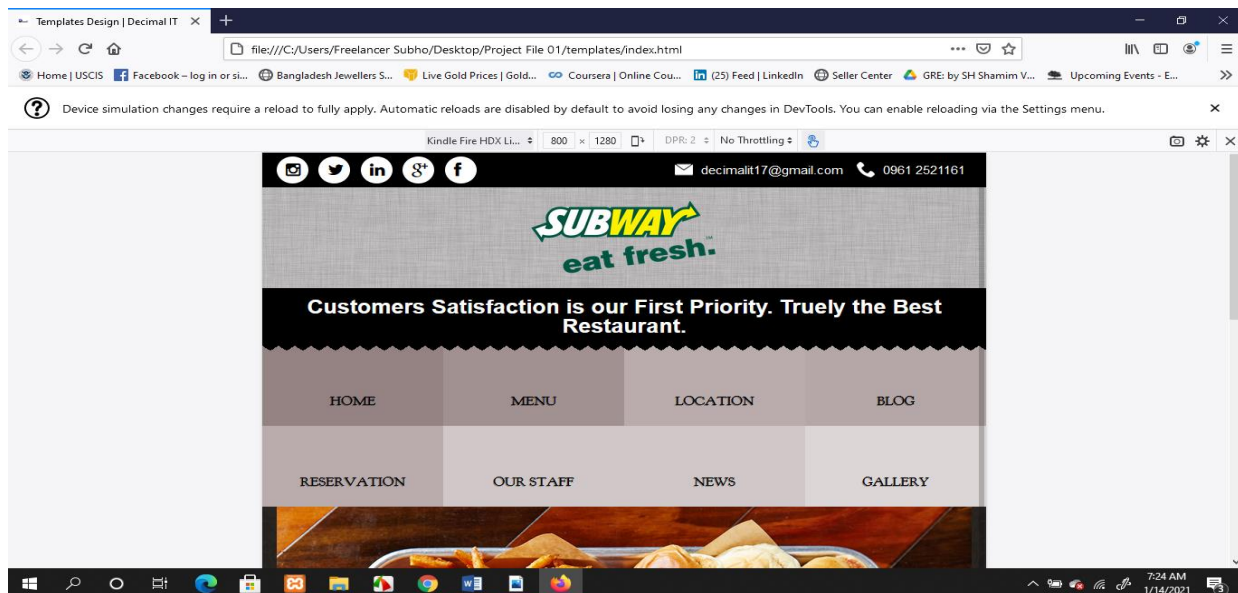 Templates Design | Decimal IT
file:///C:/Users/Freelancer Subho/Desktop/Project File 01/templates/index.html
Home | USCIS Facebook – log in or si... Bangladesh Jewellers S... Live Gold Prices | Gold... Coursera | Online Cou... (25) Feed | LinkedIn Seller Center GRE: by SH Shamim V... Upcoming Events - E...
Device simulation changes require a reload to fully apply. Automatic reloads are disabled by default to avoid losing any changes in DevTools. You can enable reloading via the Settings menu.
Kindle Fire HDX Li... 800 × 1280 DPR: 2 No Throttling
decimalit17@gmail.com 0961 2521161
SUBWAY
eat fresh.
Customers Satisfaction is our First Priority. Truely the Best
Restaurant.
HOME MENU LOCATION BLOG
RESERVATION OUR STAFF NEWS GALLERY
7:24 AM
1/14/2021